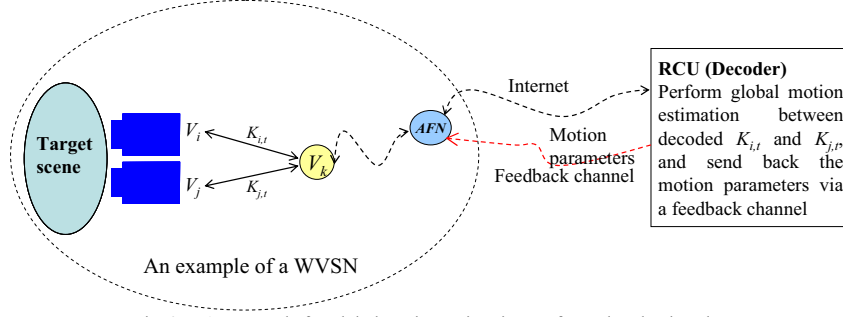 Target
scene
V_i
V_j
K_{i,t}
K_{j,t}
V_k
AFN
Internet
Motion
parameters
Feedback channel
RCU (Decoder)
Perform global motion
estimation between
decoded K_{i,t} and K_{j,t},
and send back the
motion parameters via
a feedback channel
An example of a WVSN